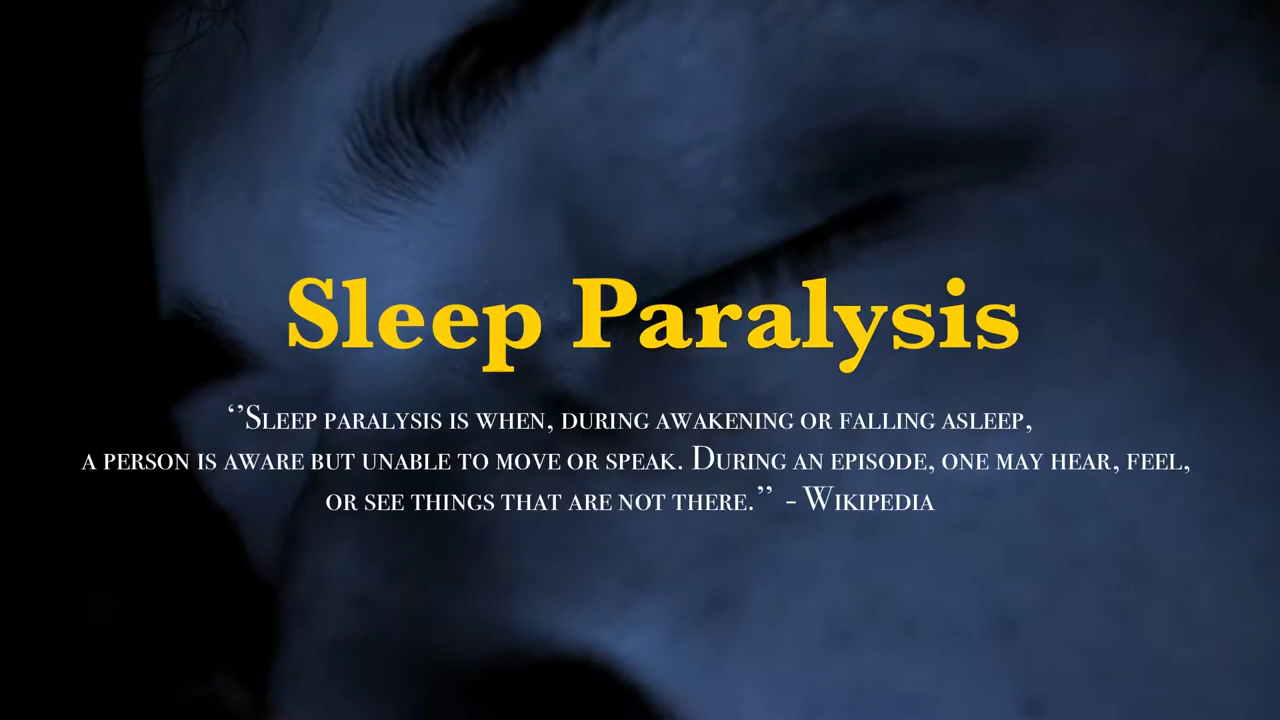 Sleep Paralysis
‘’Sleep paralysis is when, during awakening or falling asleep,
a person is aware but unable to move or speak. During an episode, one may hear, feel,
or see things that are not there.’’ - Wikipedia